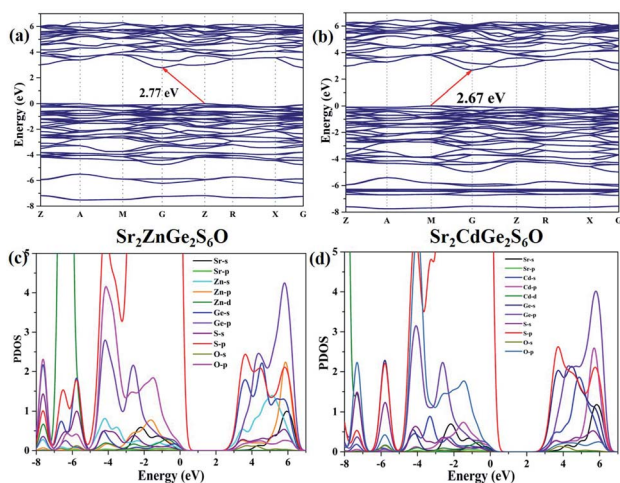 (a)
6
4
2
0
-2
-4
-6
-8
Energy (eV)
2.77 eV
Z A M G Z R X G
Sr2ZnGe2S6O
(b)
6
4
2
0
-2
-4
-6
-8
Energy (eV)
2.67 eV
Z A M G Z R X G
Sr2CdGe2S6O
(c)
5
4
3
2
1
0
PDOS
Sr-s
Sr-p
Zn-s
Zn-p
Zn-d
Ge-s
Ge-p
S-s
S-p
O-s
O-p
-8 -6 -4 -2 0 2 4 6
Energy (eV)
(d)
5
4
3
2
1
0
PDOS
Sr-s
Sr-p
Cd-s
Cd-p
Cd-d
Ge-s
Ge-p
S-s
S-p
O-s
O-p
-8 -6 -4 -2 0 2 4 6
Energy (eV)